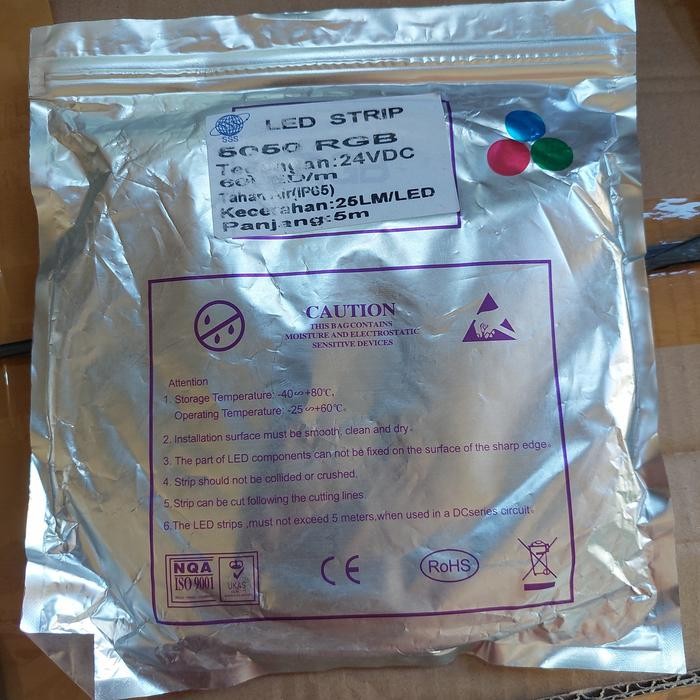 SSS
LED STRIP
5050 RGB
Tegangan:24VDC
60LED/m
Tahan Air(IP65)
Kecerahan:25LM/LED
Panjang:5m
CAUTION
THIS BAG CONTAINS
MOISTURE AND ELECTROSTATIC
SENSITIVE DEVICES
Attention
1. Storage Temperature: -40∽+80℃,
Operating Temperature: -25∽+60℃。
2. Installation surface must be smooth, clean and dry。
3. The part of LED components can not be fixed on the surface of the sharp edge。
4. Strip should not be collided or crushed.
5. Strip can be cut following the cutting lines.
6.The LED strips ,must not exceed 5 meters,when used in a DCseries circuit。
NQA
ISO 9001
UKAS
CE
RoHS